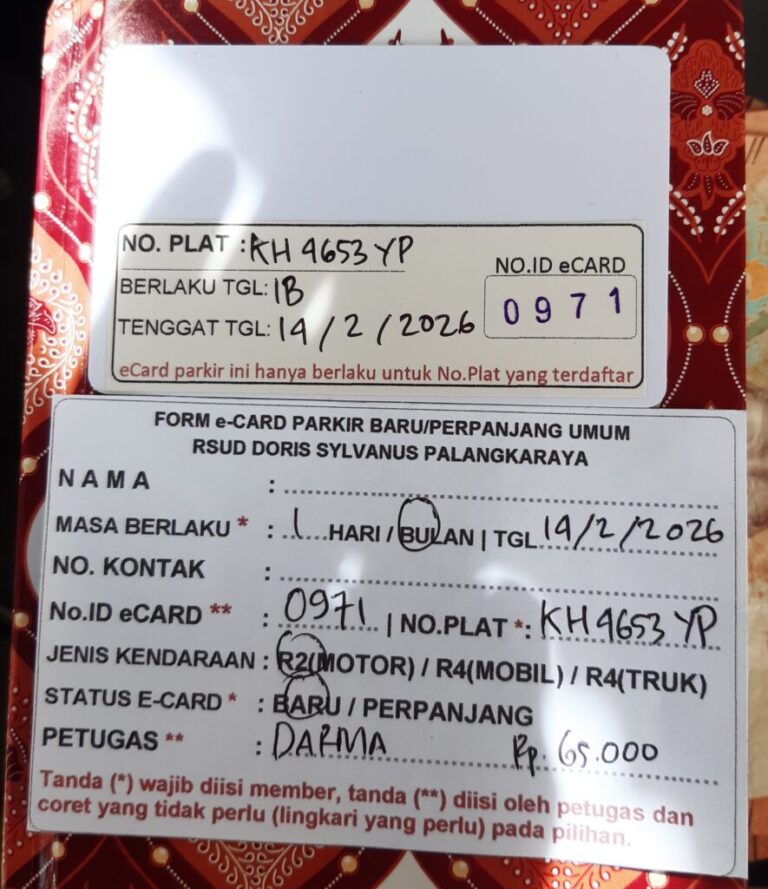 NO. PLAT : KH 4653 YP
BERLAKU TGL: 1B
NO.ID eCARD
0971
TENGGAT TGL: 14/2/2026
eCard parkir ini hanya berlaku untuk No.Plat yang terdaftar
FORM e-CARD PARKIR BARU/PERPANJANG UMUM
RSUD DORIS SYLVANUS PALANGKARAYA
N A M A :
MASA BERLAKU * : 1 HARI / BULAN | TGL 14/2/2026
NO. KONTAK :
No.ID eCARD ** : 0971 | NO.PLAT *: KH 4653 YP
JENIS KENDARAAN : R2(MOTOR) / R4(MOBIL) / R4(TRUK)
STATUS E-CARD * : BARU / PERPANJANG
PETUGAS ** : DARMA Rp. 65.000
Tanda (*) wajib diisi member, tanda (**) diisi oleh petugas dan
coret yang tidak perlu (lingkari yang perlu) pada pilihan.